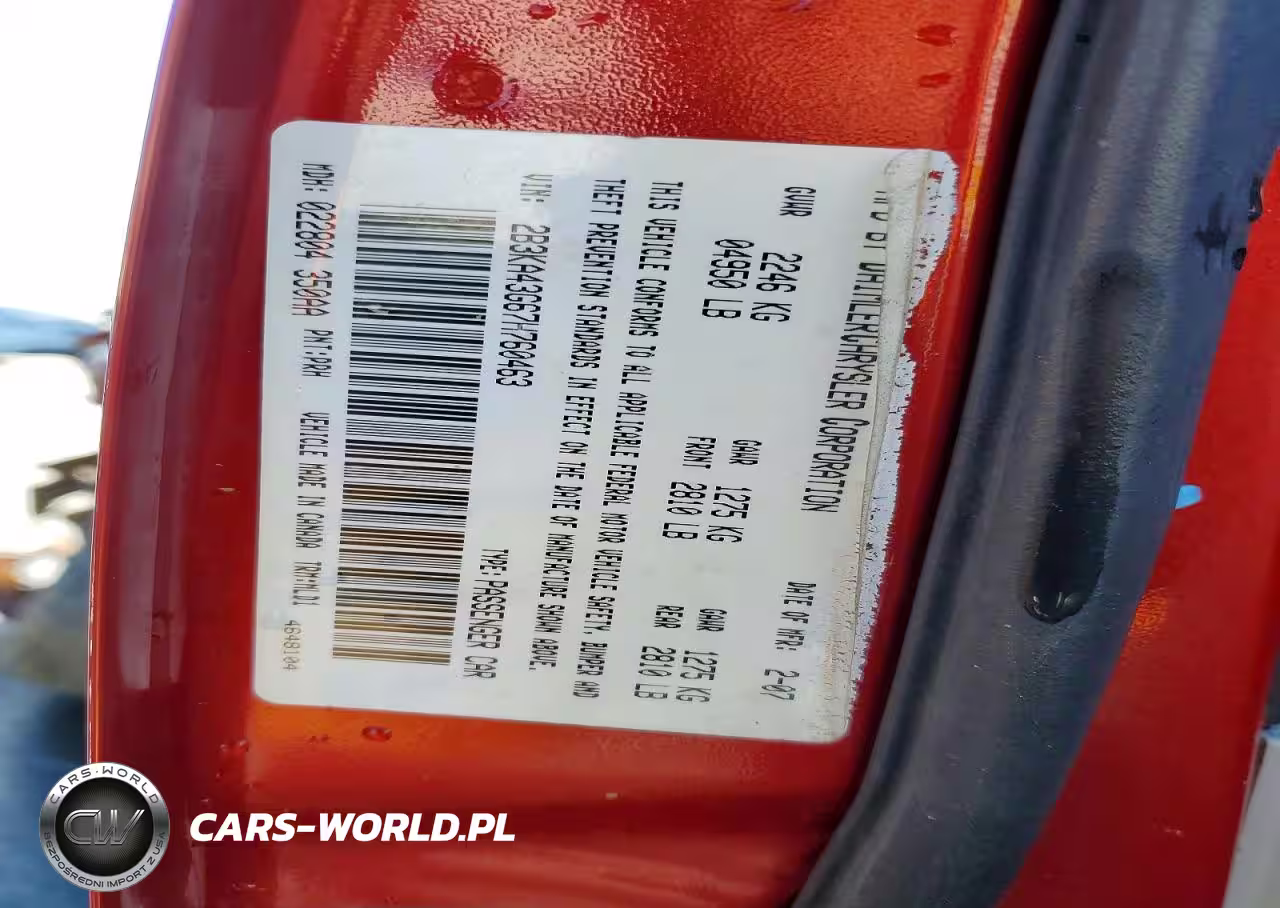 MFD BY DAIMLERCHRYSLER CORPORATION
DATE OF MFR: 2-07
GVWR 2246 KG
04950 LB
GAWR 1275 KG
FRONT 2810 LB
GAWR 1275 KG
REAR 2810 LB
THIS VEHICLE CONFORMS TO ALL APPLICABLE FEDERAL MOTOR VEHICLE SAFETY, BUMPER AND
THEFT PREVENTION STANDARDS IN EFFECT ON THE DATE OF MANUFACTURE SHOWN ABOVE.
VIN: 2B3KA43G67H760463
TYPE: PASSENGER CAR
MDH: 022804 350AA PNT:PRH VEHICLE MADE IN CANADA TRM:MLD1
4648104
CARS-WORLD
CW
BEZPOŚREDNI IMPORT Z USA
CARS-WORLD.PL